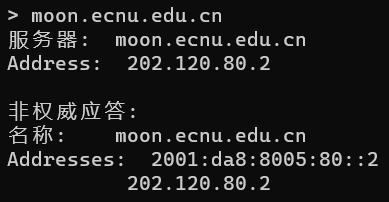 > moon.ecnu.edu.cn
服务器:  moon.ecnu.edu.cn
Address:  202.120.80.2

非权威应答:
名称:    moon.ecnu.edu.cn
Addresses:  2001:da8:8005:80::2
          202.120.80.2